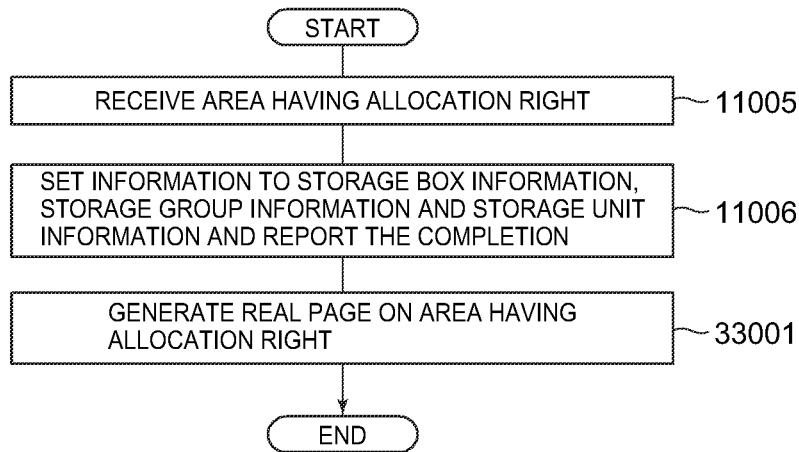 START
RECEIVE AREA HAVING ALLOCATION RIGHT
11005
SET INFORMATION TO STORAGE BOX INFORMATION,
STORAGE GROUP INFORMATION AND STORAGE UNIT
INFORMATION AND REPORT THE COMPLETION
11006
GENERATE REAL PAGE ON AREA HAVING
ALLOCATION RIGHT
33001
END